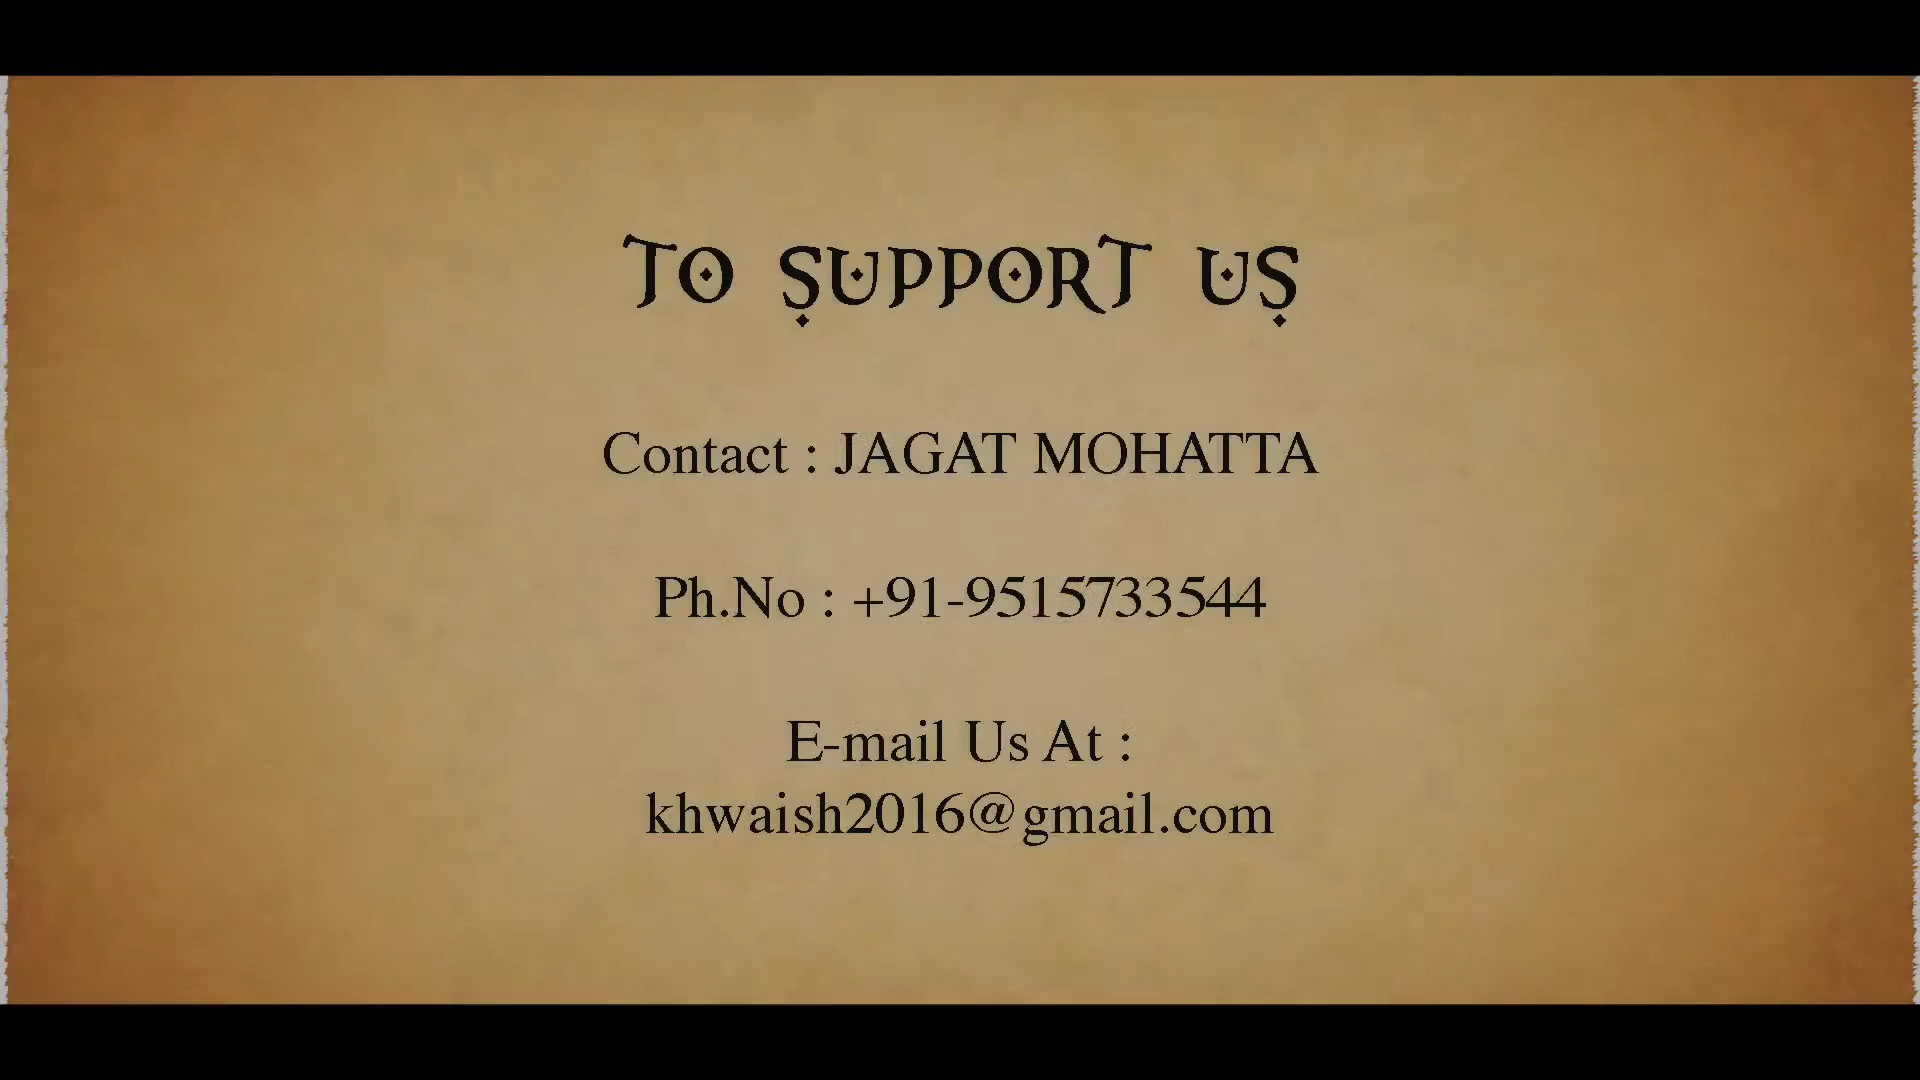 TO SUPPORT US
Contact : JAGAT MOHATTA
Ph.No : +91-9515733544
E-mail Us At :
khwaish2016@gmail.com